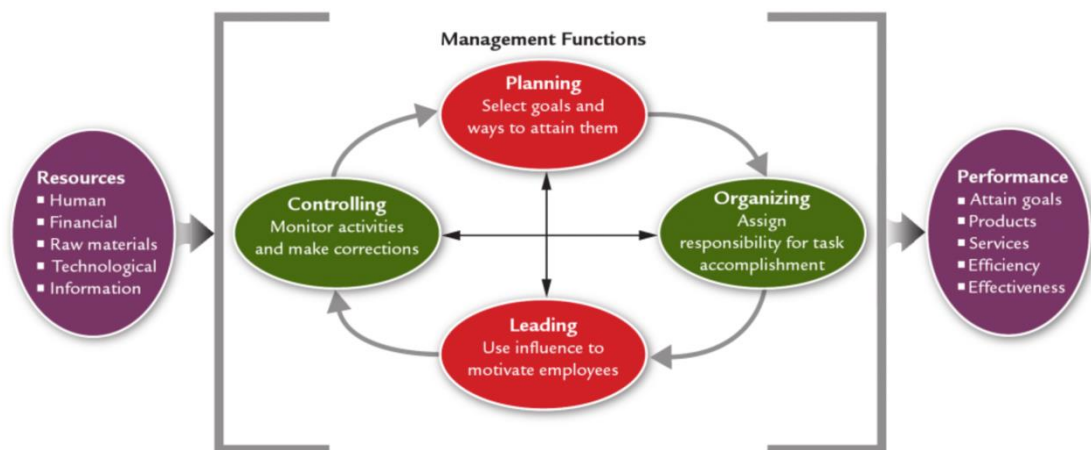 Management Functions
Planning
Select goals and
ways to attain them
Resources
■ Human
■ Financial
■ Raw materials
■ Technological
■ Information
Controlling
Monitor activities
and make corrections
Organizing
Assign
responsibility for task
accomplishment
Leading
Use influence to
motivate employees
Performance
■ Attain goals
■ Products
■ Services
■ Efficiency
■ Effectiveness